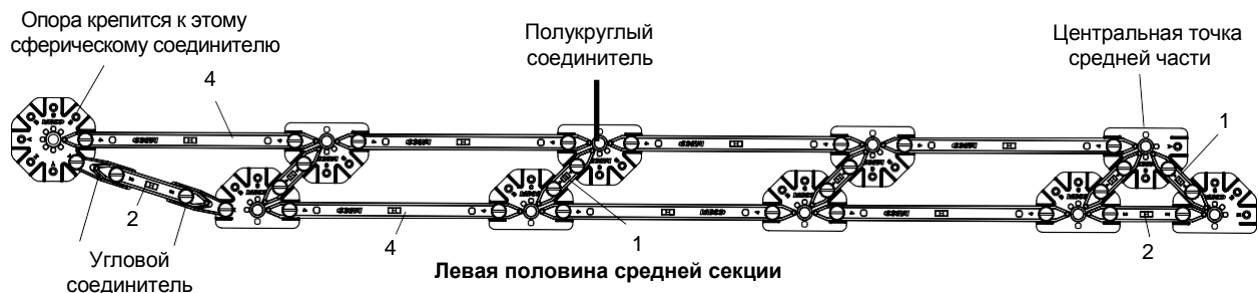 Опора крепится к этому
сферическому соединителю
4
Полукруглый
соединитель
Центральная точка
средней части
1
2
Угловой
соединитель
4
1
2
Левая половина средней секции